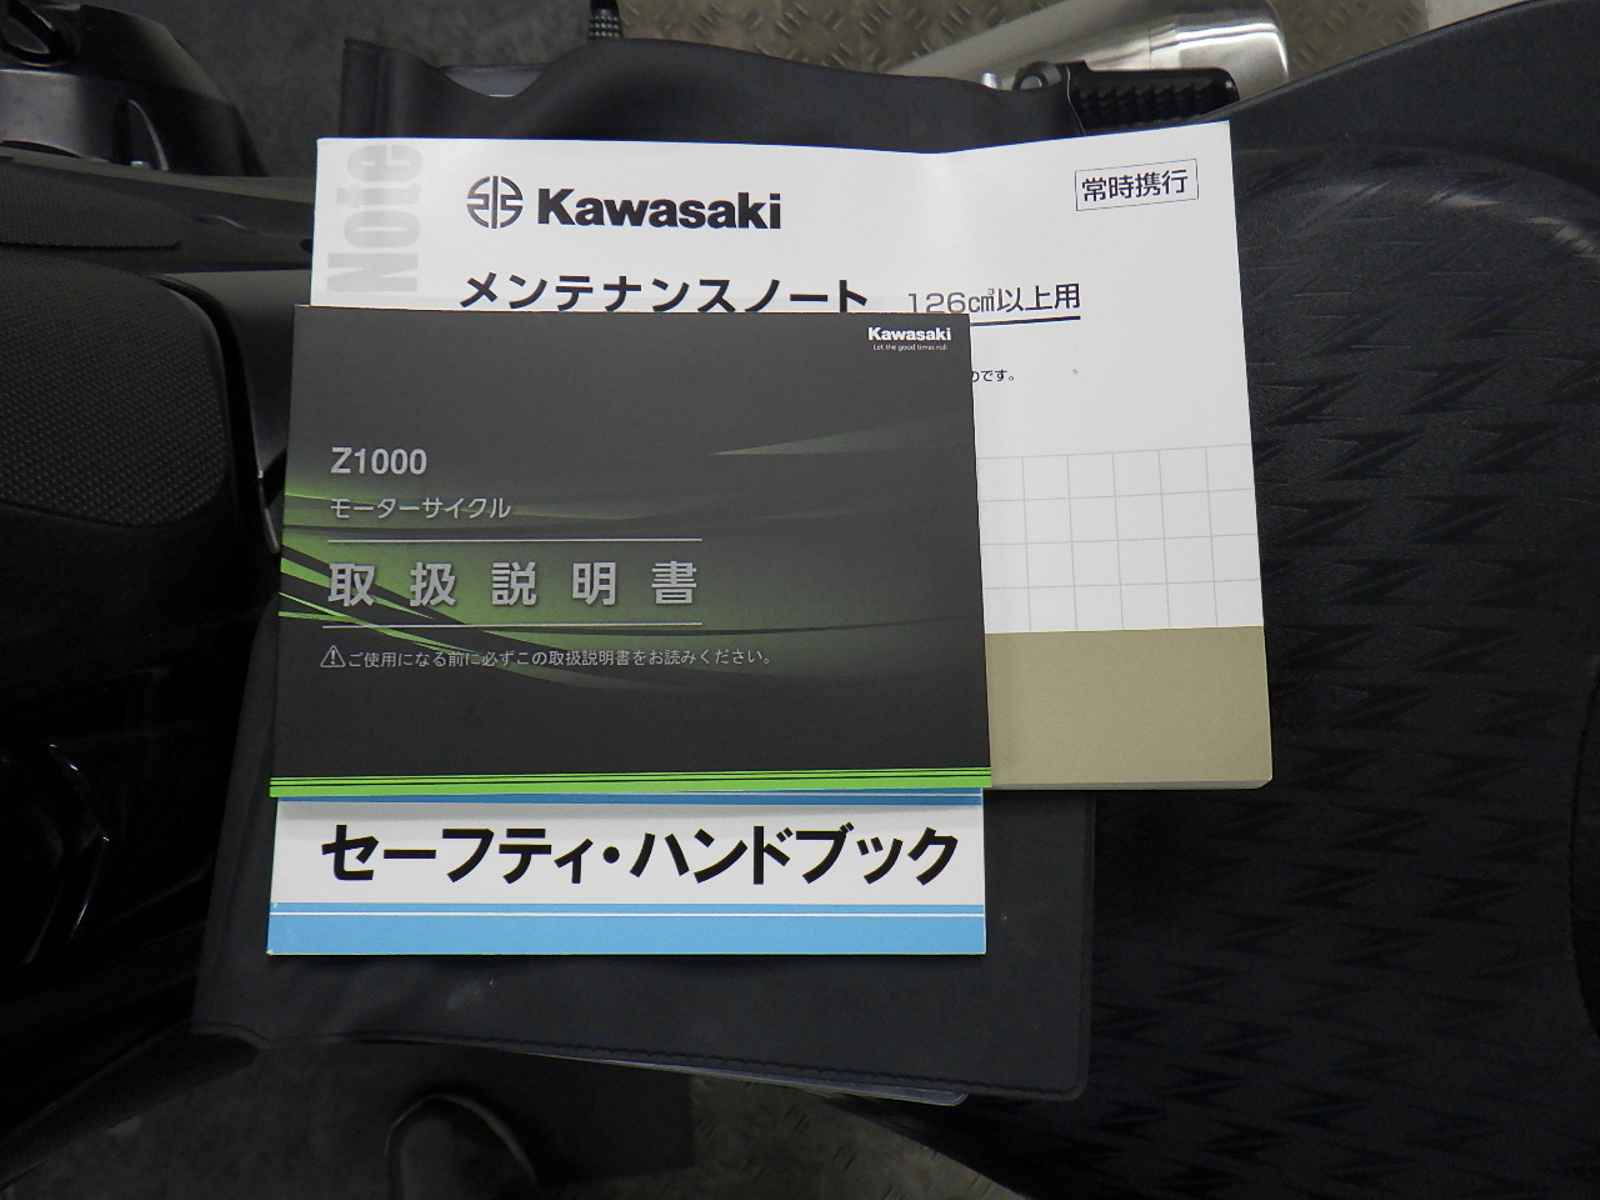 Note
Kawasaki
常時携行
メンテナンスノート 126㎤以上用
のです。
Kawasaki
Let the good times roll
Z1000
モーターサイクル
取扱説明書
ご使用になる前に必ずこの取扱説明書をお読みください。
セーフティ・ハンドブック